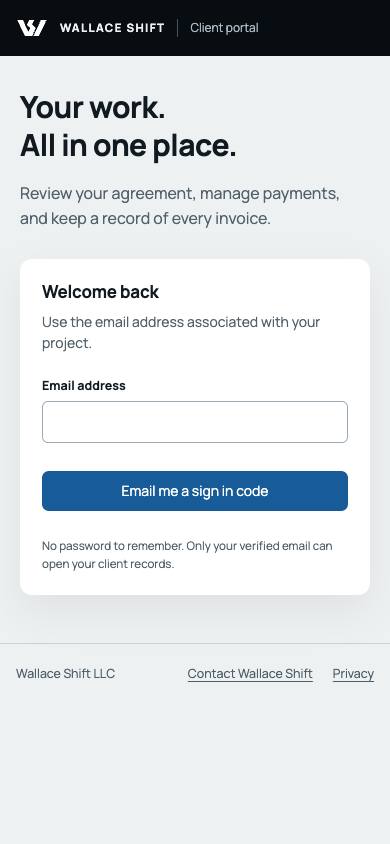 WALLACE SHIFT
Client portal
Your work.
All in one place.
Review your agreement, manage payments,
and keep a record of every invoice.
Welcome back
Use the email address associated with your
project.
Email address
Email me a sign in code
No password to remember. Only your verified email can
open your client records.
Wallace Shift LLC
Contact Wallace Shift
Privacy